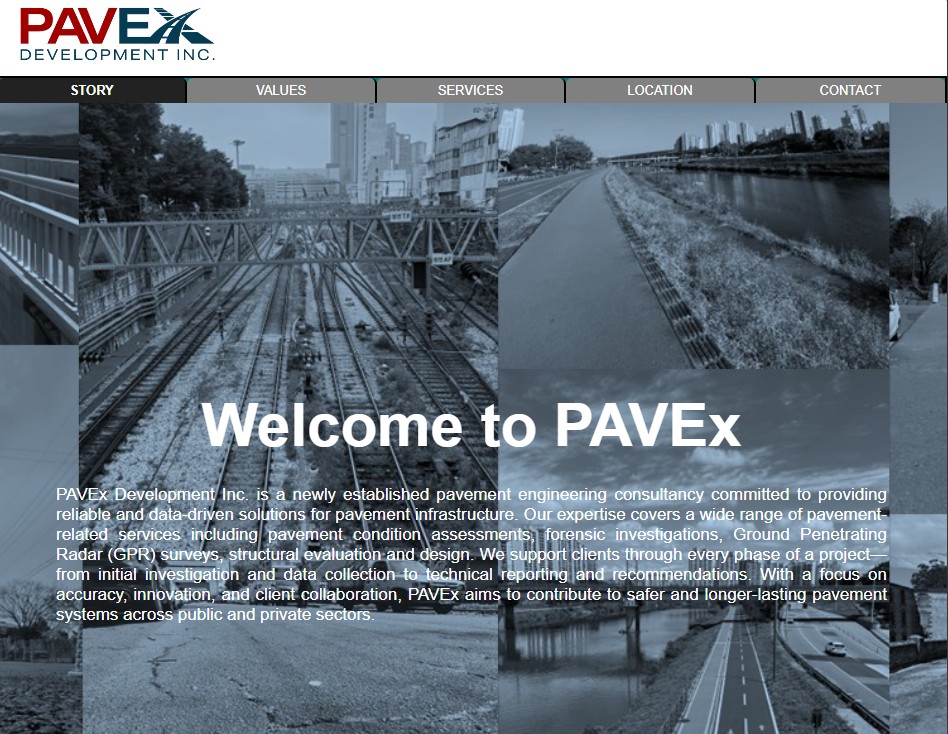 PAVEX
DEVELOPMENT INC.
STORY
VALUES
SERVICES
LOCATION
CONTACT
Welcome to PAVEx
PAVEx Development Inc. is a newly established pavement engineering consultancy committed to providing
reliable and data-driven solutions for pavement infrastructure. Our expertise covers a wide range of pavement-
related services including pavement condition assessments, forensic investigations, Ground Penetrating
Radar (GPR) surveys, structural evaluation and design. We support clients through every phase of a project—
from initial investigation and data collection to technical reporting and recommendations. With a focus on
accuracy, innovation, and client collaboration, PAVEx aims to contribute to safer and longer-lasting pavement
systems across public and private sectors.